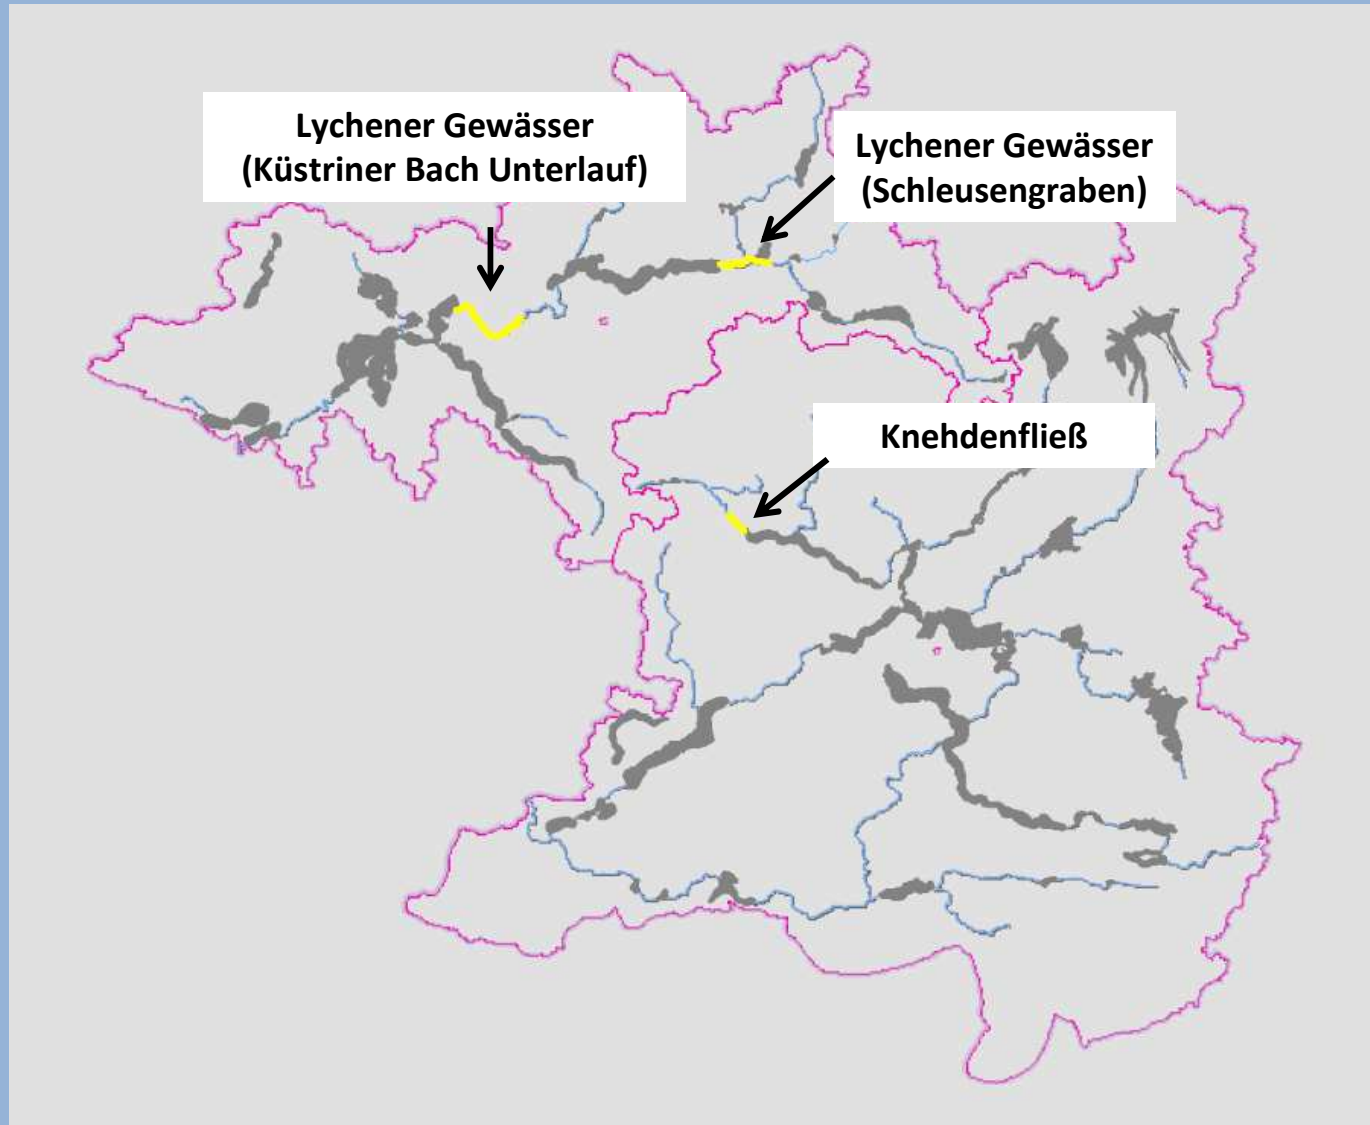 Lychener Gewässer
(Küstriner Bach Unterlauf)
Lychener Gewässer
(Schleusengraben)
Knehdenfließ